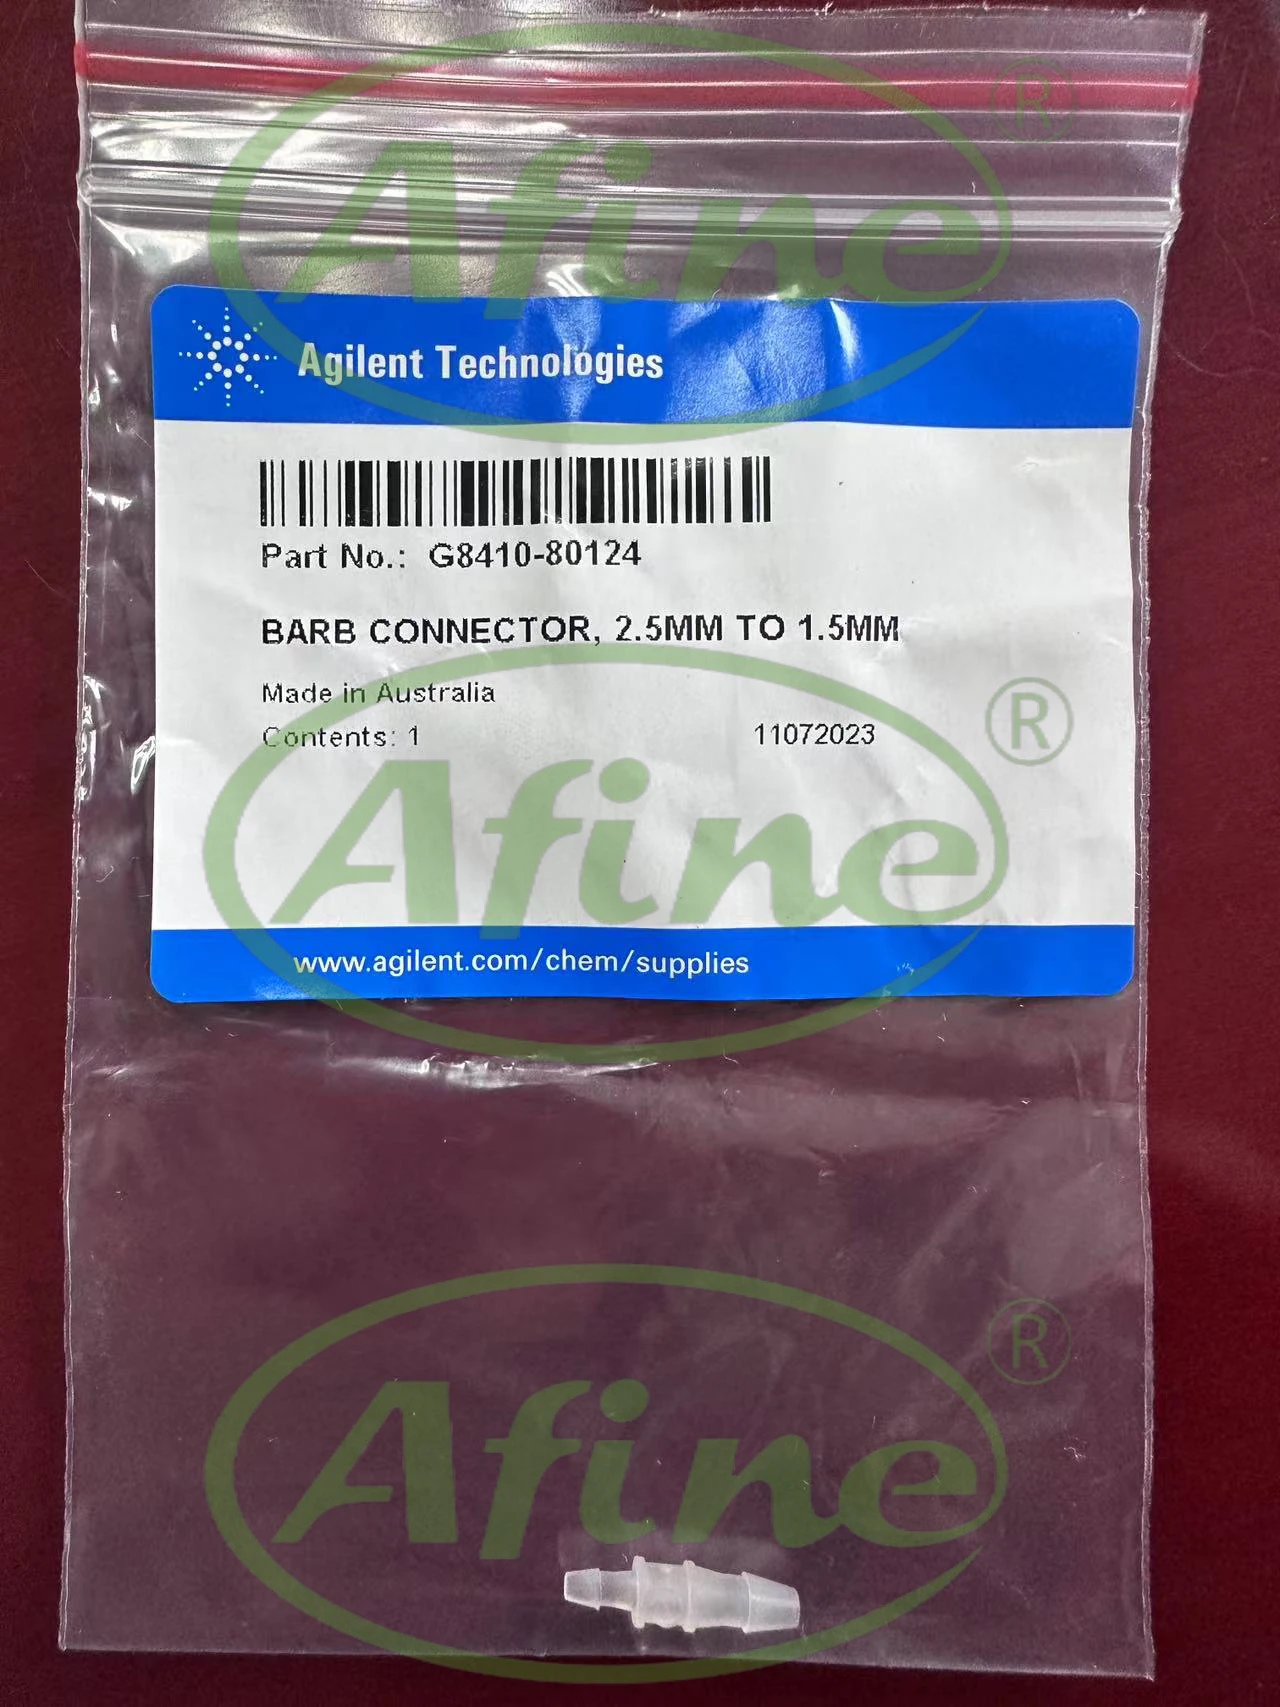 Afine ®
Agilent Technologies
Part No.: G8410-80124
BARB CONNECTOR, 2.5MM TO 1.5MM
Made in Australia
Contents: 1 11072023
Afine ®
www.agilent.com/chem/supplies
Afine ®